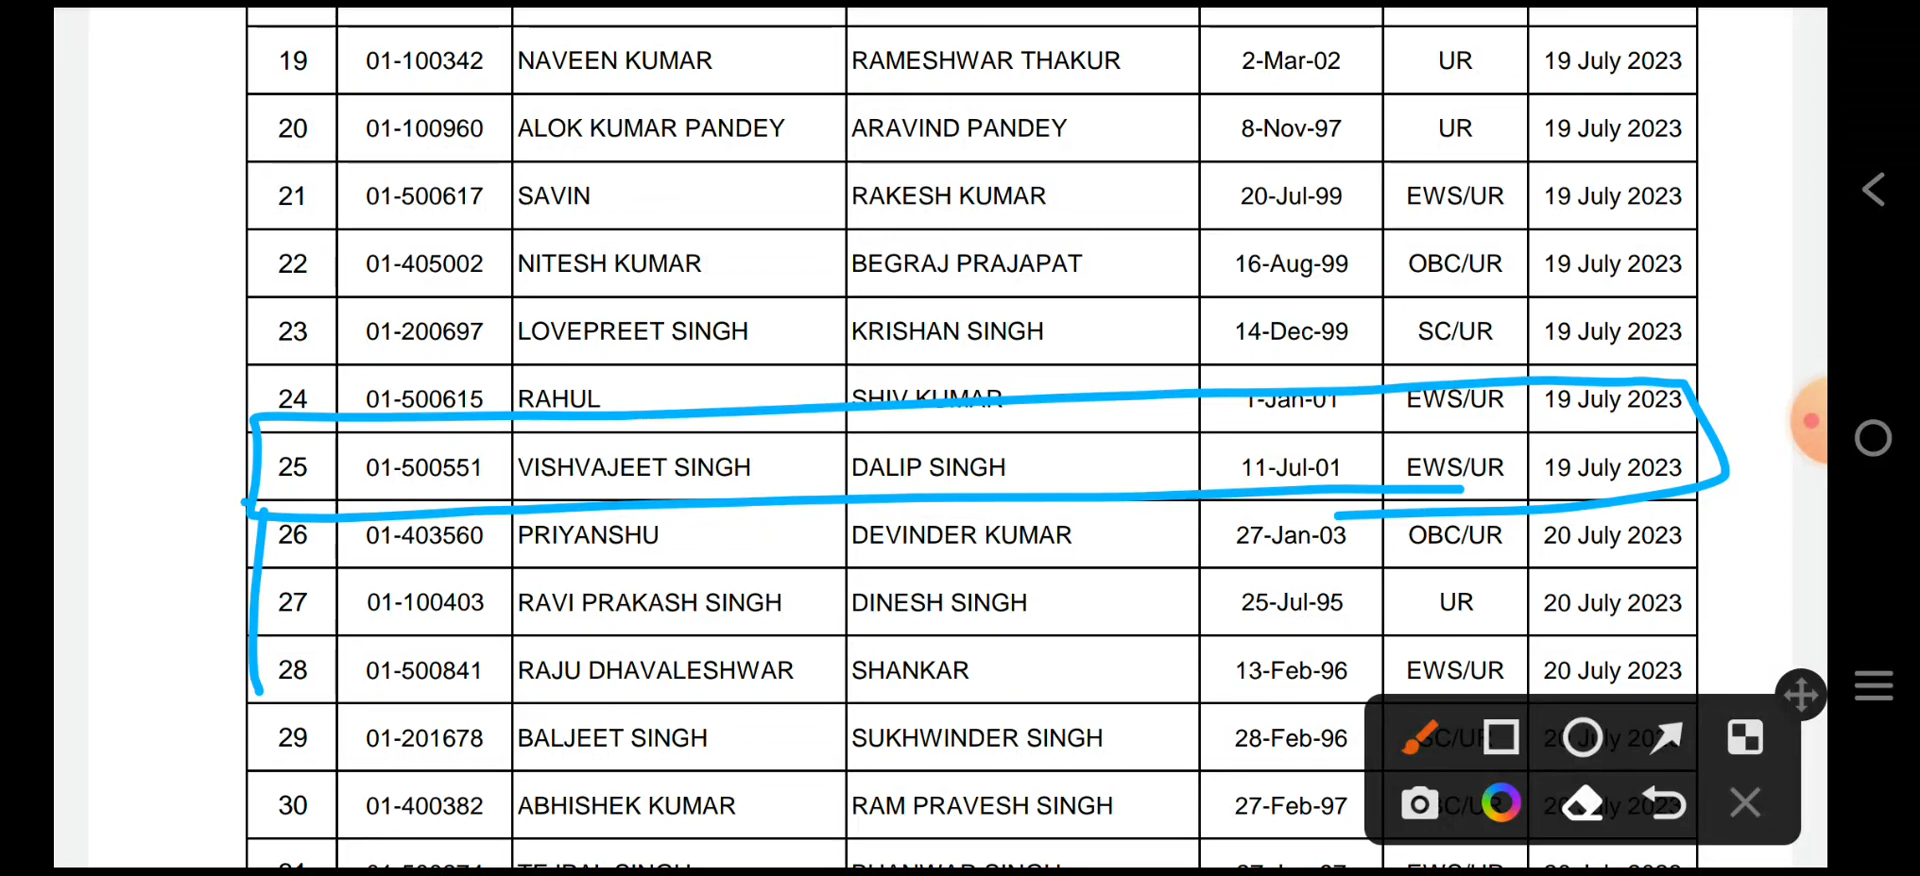 19 01-100342 NAVEEN KUMAR RAMESHWAR THAKUR 2-Mar-02 UR 19 July 2023
20 01-100960 ALOK KUMAR PANDEY ARAVIND PANDEY 8-Nov-97 UR 19 July 2023
21 01-500617 SAVIN RAKESH KUMAR 20-Jul-99 EWS/UR 19 July 2023
22 01-405002 NITESH KUMAR BEGRAJ PRAJAPAT 16-Aug-99 OBC/UR 19 July 2023
23 01-200697 LOVEPREET SINGH KRISHAN SINGH 14-Dec-99 SC/UR 19 July 2023
24 01-500615 RAHUL SHIV KUMAR 1-Jan-01 EWS/UR 19 July 2023
25 01-500551 VISHVAJEET SINGH DALIP SINGH 11-Jul-01 EWS/UR 19 July 2023
26 01-403560 PRIYANSHU DEVINDER KUMAR 27-Jan-03 OBC/UR 20 July 2023
27 01-100403 RAVI PRAKASH SINGH DINESH SINGH 25-Jul-95 UR 20 July 2023
28 01-500841 RAJU DHAVALESHWAR SHANKAR 13-Feb-96 EWS/UR 20 July 2023
29 01-201678 BALJEET SINGH SUKHWINDER SINGH 28-Feb-96
30 01-400382 ABHISHEK KUMAR RAM PRAVESH SINGH 27-Feb-97